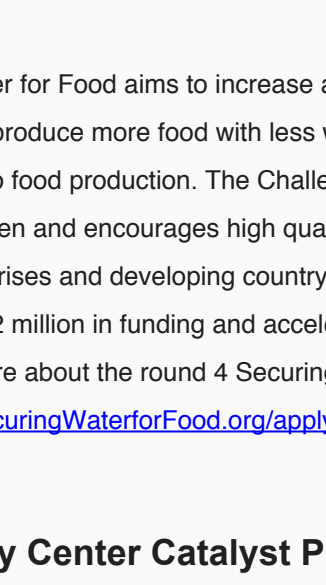 er for Food aims to increase a
produce more food with less w
o food production. The Challe
en and encourages high qua
rises and developing country
2 million in funding and accele
re about the round 4 Securing
curingWaterforFood.org/apply
y Center Catalyst P